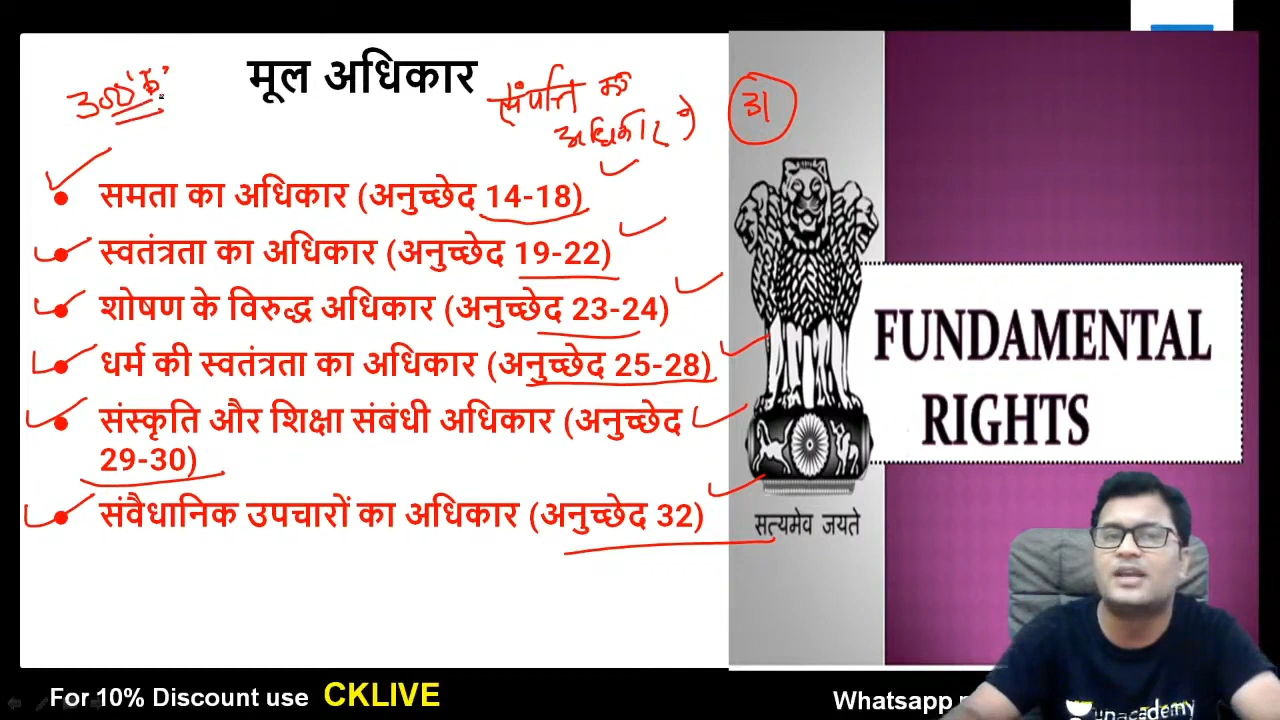 मूल अधिकार
300 'क'
संपत्ति का
अधिकार
31
समता का अधिकार (अनुच्छेद 14-18)
स्वतंत्रता का अधिकार (अनुच्छेद 19-22)
शोषण के विरुद्ध अधिकार (अनुच्छेद 23-24)
धर्म की स्वतंत्रता का अधिकार (अनुच्छेद 25-28)
संस्कृति और शिक्षा संबंधी अधिकार (अनुच्छेद
29-30)
संवैधानिक उपचारों का अधिकार (अनुच्छेद 32)
FUNDAMENTAL
RIGHTS
सत्यमेव जयते
unacademy
For 10% Discount use CKLIVE
Whatsapp